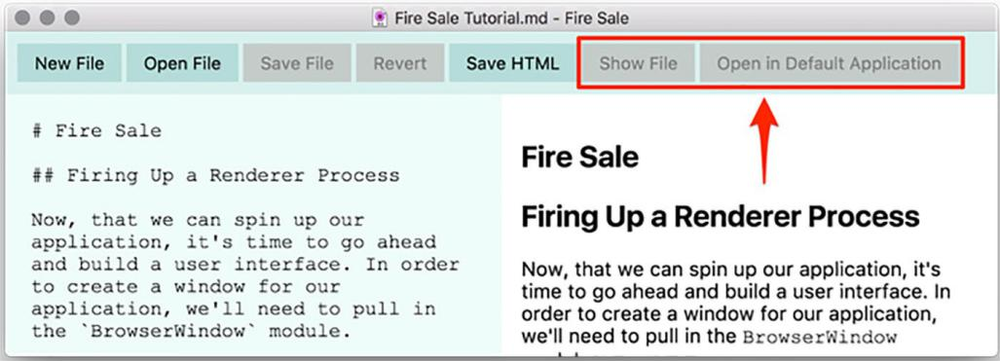 Fire Sale Tutorial.md - Fire Sale
New File Open File Save File Revert Save HTML Show File Open in Default Application
# Fire Sale
## Firing Up a Renderer Process
Now, that we can spin up our
application, it's time to go ahead
and build a user interface. In order
to create a window for our
application, we'll need to pull in
the `BrowserWindow` module.
Fire Sale
Firing Up a Renderer Process
Now, that we can spin up our application, it's
time to go ahead and build a user interface. In
order to create a window for our application,
we'll need to pull in the BrowserWindow